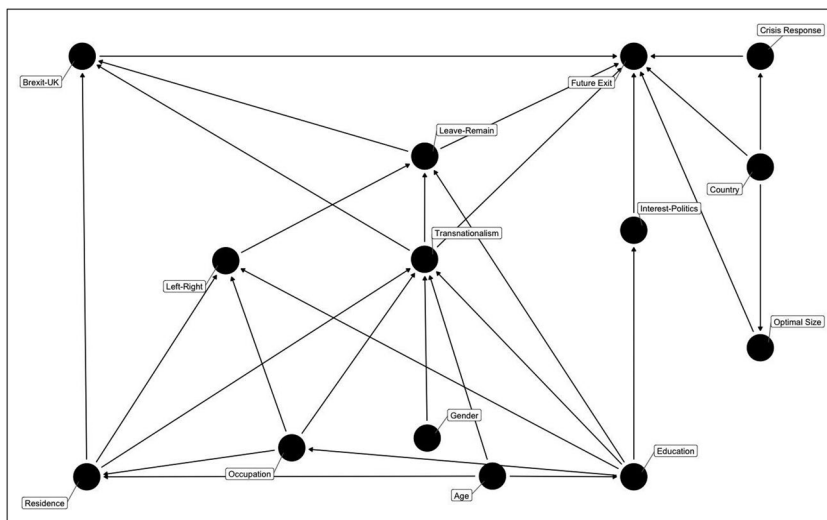 Crisis Response
Brexit-UK
Future Exit
Leave-Remain
Country
Interest-Politics
Transnationalism
Left-Right
Optimal Size
Gender
Education
Occupation
Residence
Age